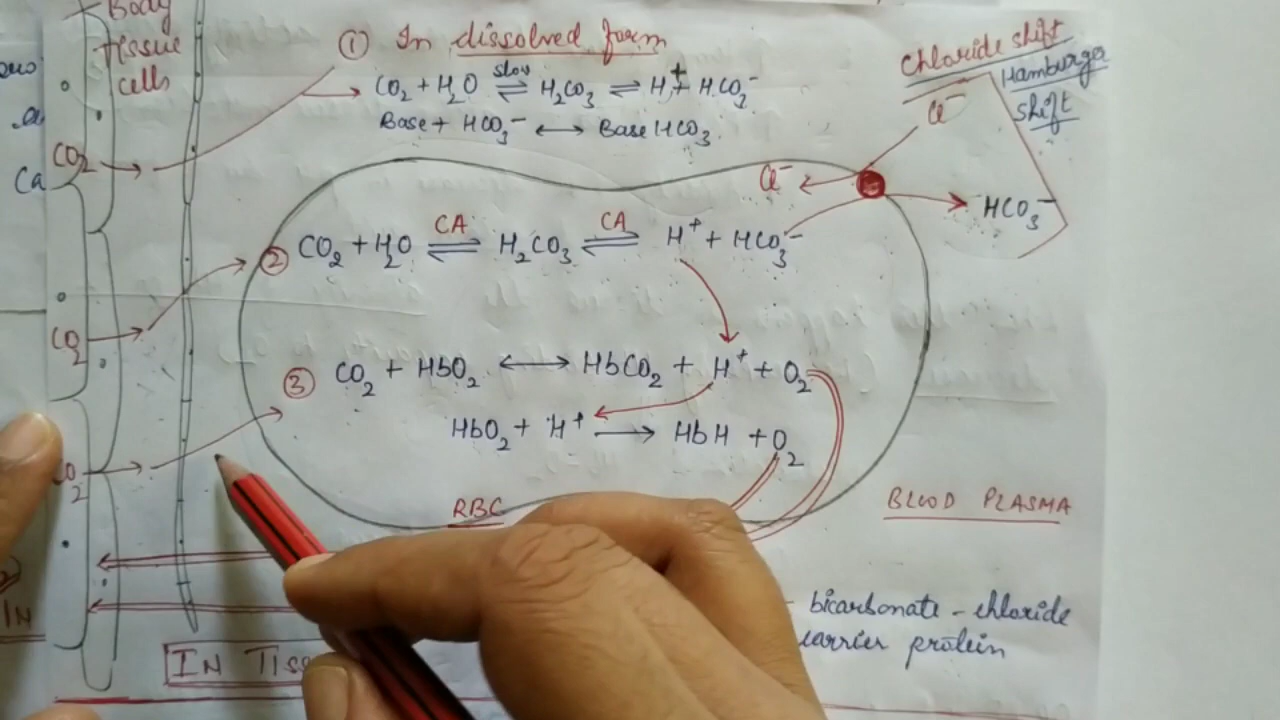 Body
tissue
cells
① In dissolved form
CO₂ + H₂O ⇌ slow H₂CO₃ ⇌ H⁺ + HCO₃⁻
Base + HCO₃⁻ ⟷ Base HCO₃
Chloride shift
Hamburger
shift
Cl⁻
Cl⁻
HCO₃⁻
CO₂
Ca
② CO₂ + H₂O ⇌ CA H₂CO₃ ⇌ CA H⁺ + HCO₃⁻
CO₂
③ CO₂ + HbO₂ ⟷ HbCO₂ + H⁺ + O₂
HbO₂ + H⁺ ⟶ HbH + O₂
RBC
BLOOD PLASMA
bicarbonate - chloride
carrier protein
IN
IN